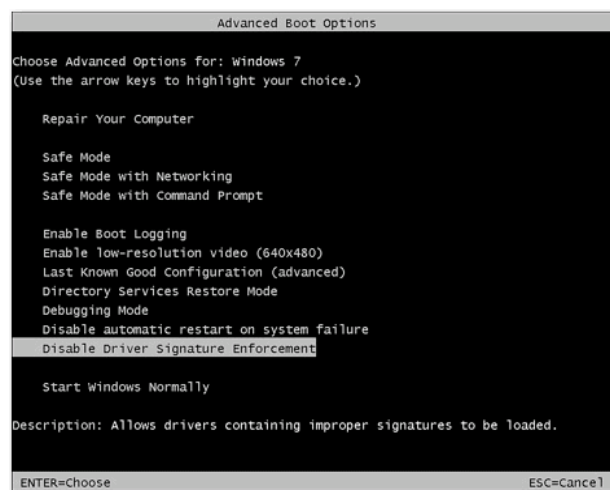 Advanced Boot Options
Choose Advanced Options for: Windows 7
(Use the arrow keys to highlight your choice.)
Repair Your Computer
Safe Mode
Safe Mode with Networking
Safe Mode with Command Prompt
Enable Boot Logging
Enable low-resolution video (640x480)
Last Known Good Configuration (advanced)
Directory Services Restore Mode
Debugging Mode
Disable automatic restart on system failure
Disable Driver Signature Enforcement
Start Windows Normally
Description: Allows drivers containing improper signatures to be loaded.
ENTER=Choose ESC=Cancel